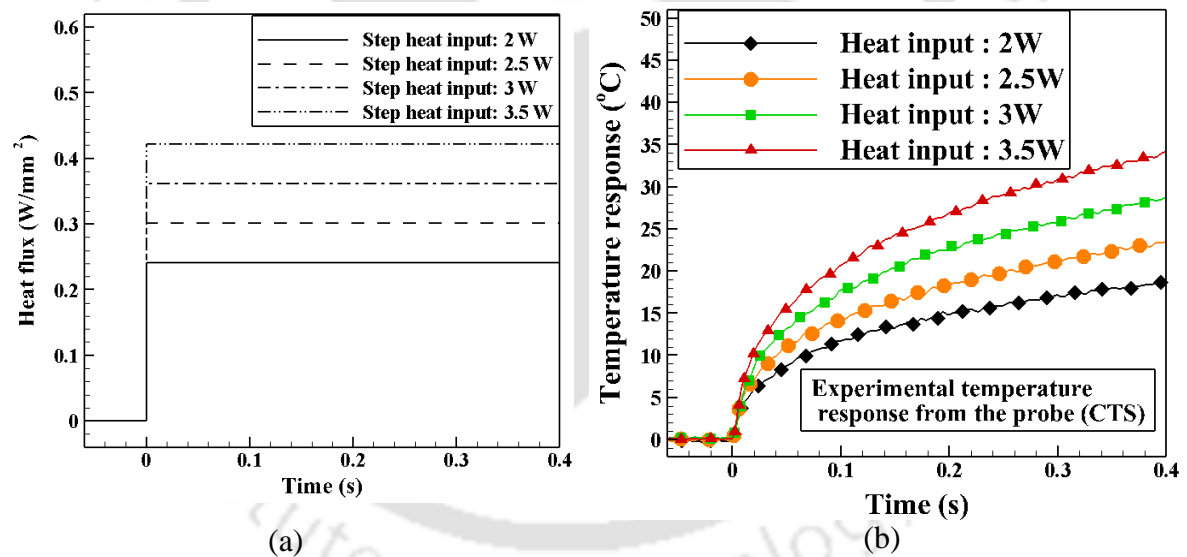 0.6
0.5
0.4
0.3
0.2
0.1
0
Heat flux (W/mm²)
Step heat input: 2 W
Step heat input: 2.5 W
Step heat input: 3 W
Step heat input: 3.5 W
0 0.1 0.2 0.3 0.4
Time (s)
(a)
50
45
40
35
30
25
20
15
10
5
0
Temperature response (°C)
Heat input : 2W
Heat input : 2.5W
Heat input : 3W
Heat input : 3.5W
Experimental temperature
response from the probe (CTS)
0 0.1 0.2 0.3 0.4
Time (s)
(b)